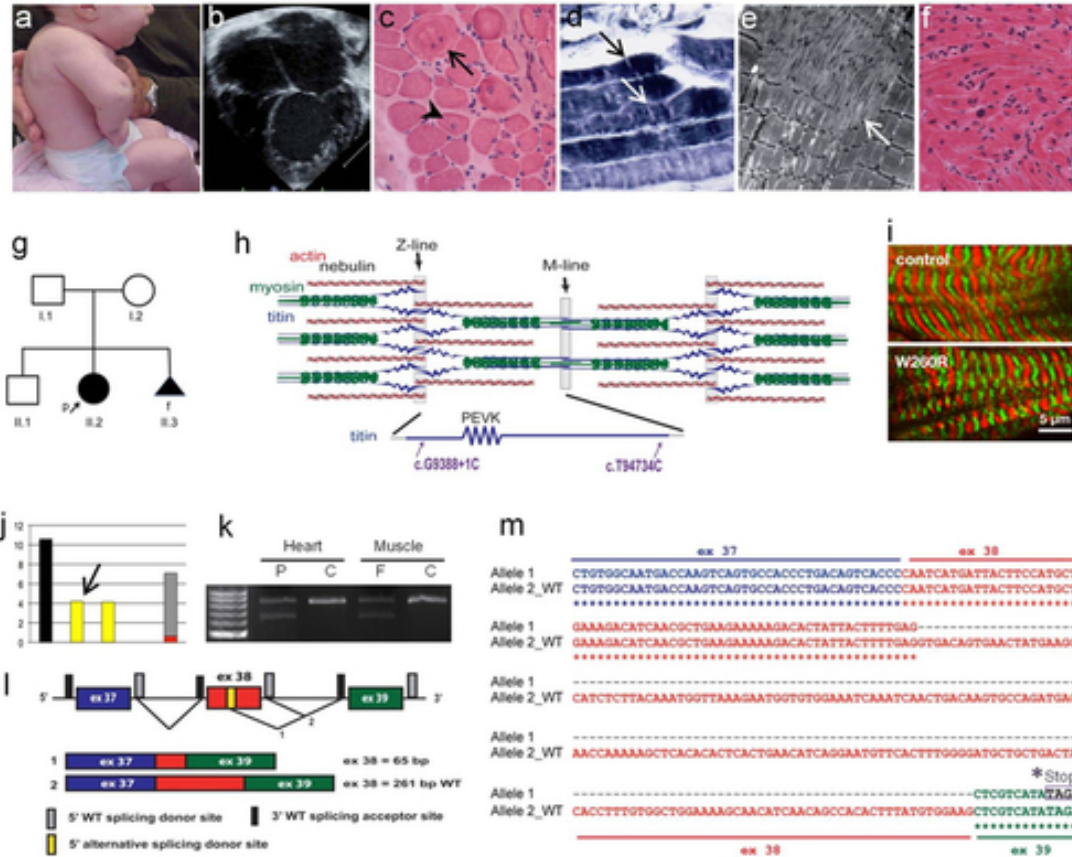 a
b
c
d
e
f
g
I.1
I.2
P
f
II.1
II.2
II.3
h
actin
nebulin
Z-line
M-line
myosin
titin
PEVK
titin
c.G9388+1C
c.T94734C
i
control
W260R
5 µm
j
12
10
8
6
4
2
0
k
Heart
Muscle
P
C
F
C
l
ex 38
5'
ex 37
ex 39
3'
1
2
1
ex 37
ex 39
ex 38 = 65 bp
2
ex 37
ex 39
ex 38 = 261 bp WT
5' WT splicing donor site
3' WT splicing acceptor site
5' alternative splicing donor site
m
ex 37
ex 38
Allele 1
CTGTGGCAATGACCAAGTCAGTGCCACCCTGACAGTCACCCCAATCATGATTACTTCCATGCT
Allele 2_WT
CTGTGGCAATGACCAAGTCAGTGCCACCCTGACAGTCACCCCAATCATGATTACTTCCATGCT
Allele 1
GAAAGACATCAACGCTGAAGAAAAAGACACTATTACTTTTGAG
Allele 2_WT
GAAAGACATCAACGCTGAAGAAAAAGACACTATTACTTTTGAGGTGACAGTGAACTATGAAG
Allele 1
Allele 2_WT
CATCTCTTACAAATGGTTAAAGAATGGTGTGGAAATCAAATCAACTGACAAGTGCCAGATGA
Allele 1
Allele 2_WT
AACCAAAAAGCTCACACACTCACTGAACATCAGGAATGTTCACTTTGGGGATGCTGCTGACT
* Stop
Allele 1
CTCGTCATATAG
Allele 2_WT
CACCTTTGTGGCTGGAAAAGCAACATCAACAGCCACACTTTATGTGGAAGCTCGTCATATAG
ex 38
ex 39